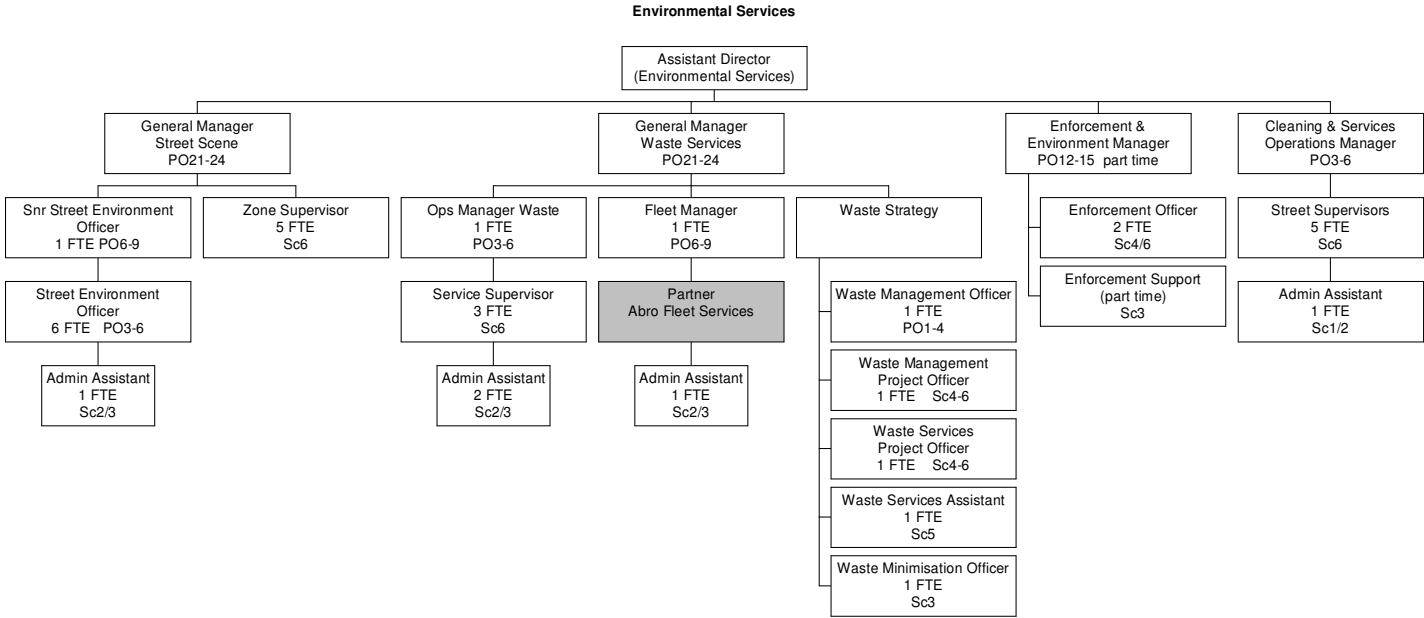 Environmental Services
Assistant Director
(Environmental Services)
General Manager
Street Scene
PO21-24
General Manager
Waste Services
PO21-24
Enforcement &
Environment Manager
PO12-15 part time
Cleaning & Services
Operations Manager
PO3-6
Snr Street Environment
Officer
1 FTE PO6-9
Zone Supervisor
5 FTE
Sc6
Ops Manager Waste
1 FTE
PO3-6
Fleet Manager
1 FTE
PO6-9
Waste Strategy
Enforcement Officer
2 FTE
Sc4/6
Street Supervisors
5 FTE
Sc6
Street Environment
Officer
6 FTE PO3-6
Service Supervisor
3 FTE
Sc6
Partner
Abro Fleet Services
Waste Management Officer
1 FTE
PO1-4
Enforcement Support
(part time)
Sc3
Admin Assistant
1 FTE
Sc1/2
Admin Assistant
1 FTE
Sc2/3
Admin Assistant
2 FTE
Sc2/3
Admin Assistant
1 FTE
Sc2/3
Waste Management
Project Officer
1 FTE Sc4-6
Waste Services
Project Officer
1 FTE Sc4-6
Waste Services Assistant
1 FTE
Sc5
Waste Minimisation Officer
1 FTE
Sc3